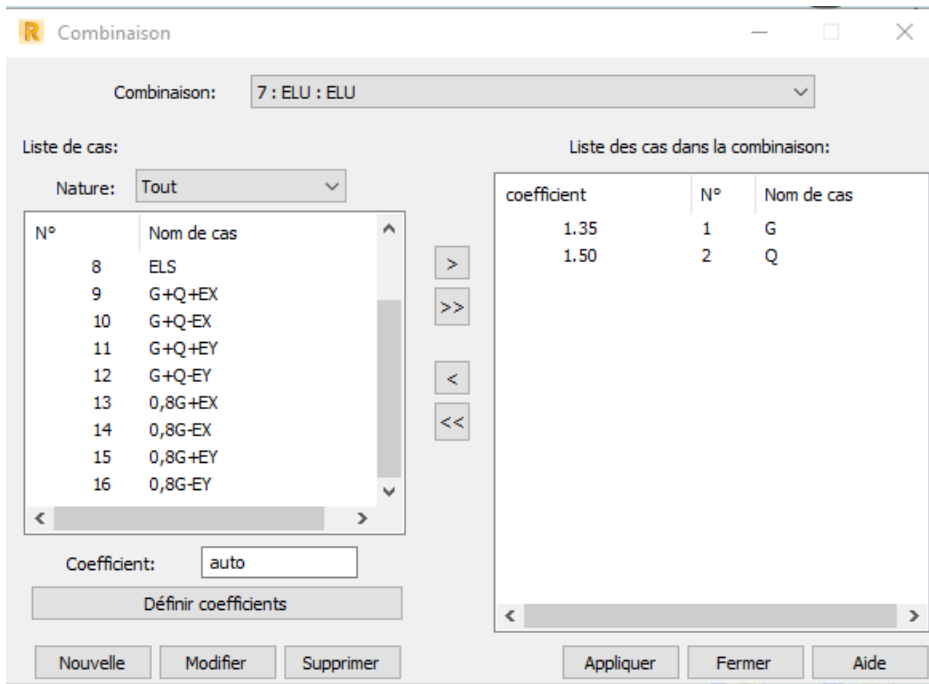 R Combinaison
Combinaison: 7 : ELU : ELU
Liste de cas:
Nature: Tout
N° Nom de cas
8 ELS
9 G+Q+EX
10 G+Q-EX
11 G+Q+EY
12 G+Q-EY
13 0,8G+EX
14 0,8G-EX
15 0,8G+EY
16 0,8G-EY
Coefficient: auto
Définir coefficients
Nouvelle Modifier Supprimer
>
>>
<
<<
Liste des cas dans la combinaison:
coefficient N° Nom de cas
1.35 1 G
1.50 2 Q
Appliquer Fermer Aide